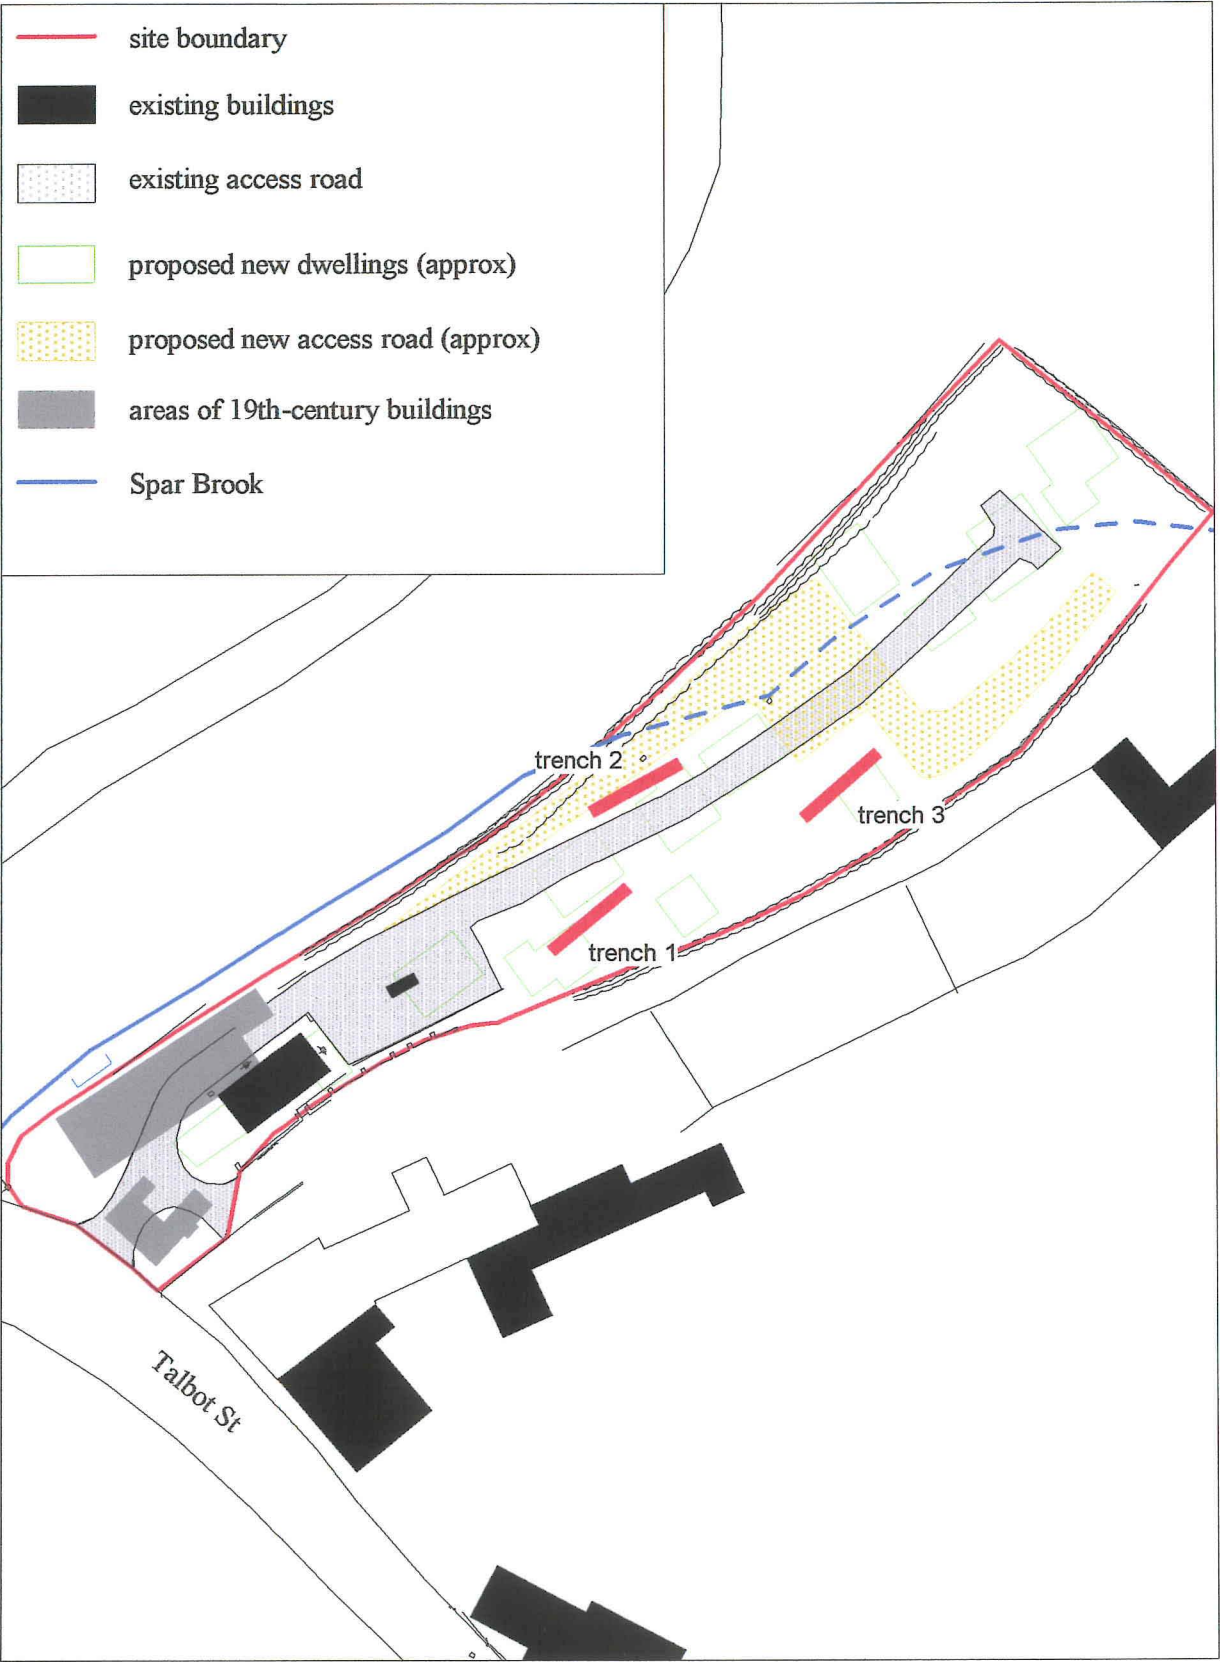 site boundary
existing buildings
existing access road
proposed new dwellings (approx)
proposed new access road (approx)
areas of 19th-century buildings
Spar Brook
trench 2
trench 3
trench 1
Talbot St